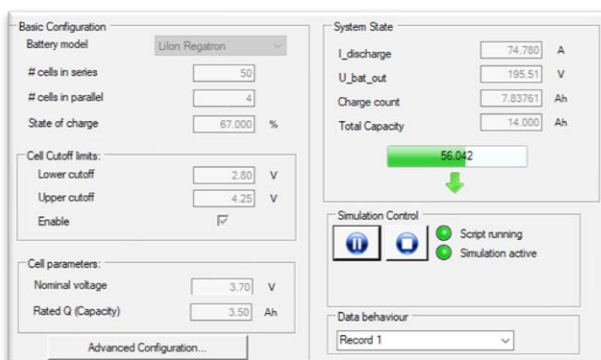 Basic Configuration
Battery model LiIon Regatron
# cells in series 50
# cells in parallel 4
State of charge 67.000 %
Cell Cutoff limits:
Lower cutoff 2.80 V
Upper cutoff 4.25 V
Enable
Cell parameters:
Nominal voltage 3.70 V
Rated Q (Capacity) 3.50 Ah
Advanced Configuration...
System State
I_discharge 74.780 A
U_bat_out 195.51 V
Charge count 7.83761 Ah
Total Capacity 14.000 Ah
56.042
Simulation Control
Script running
Simulation active
Data behaviour
Record 1